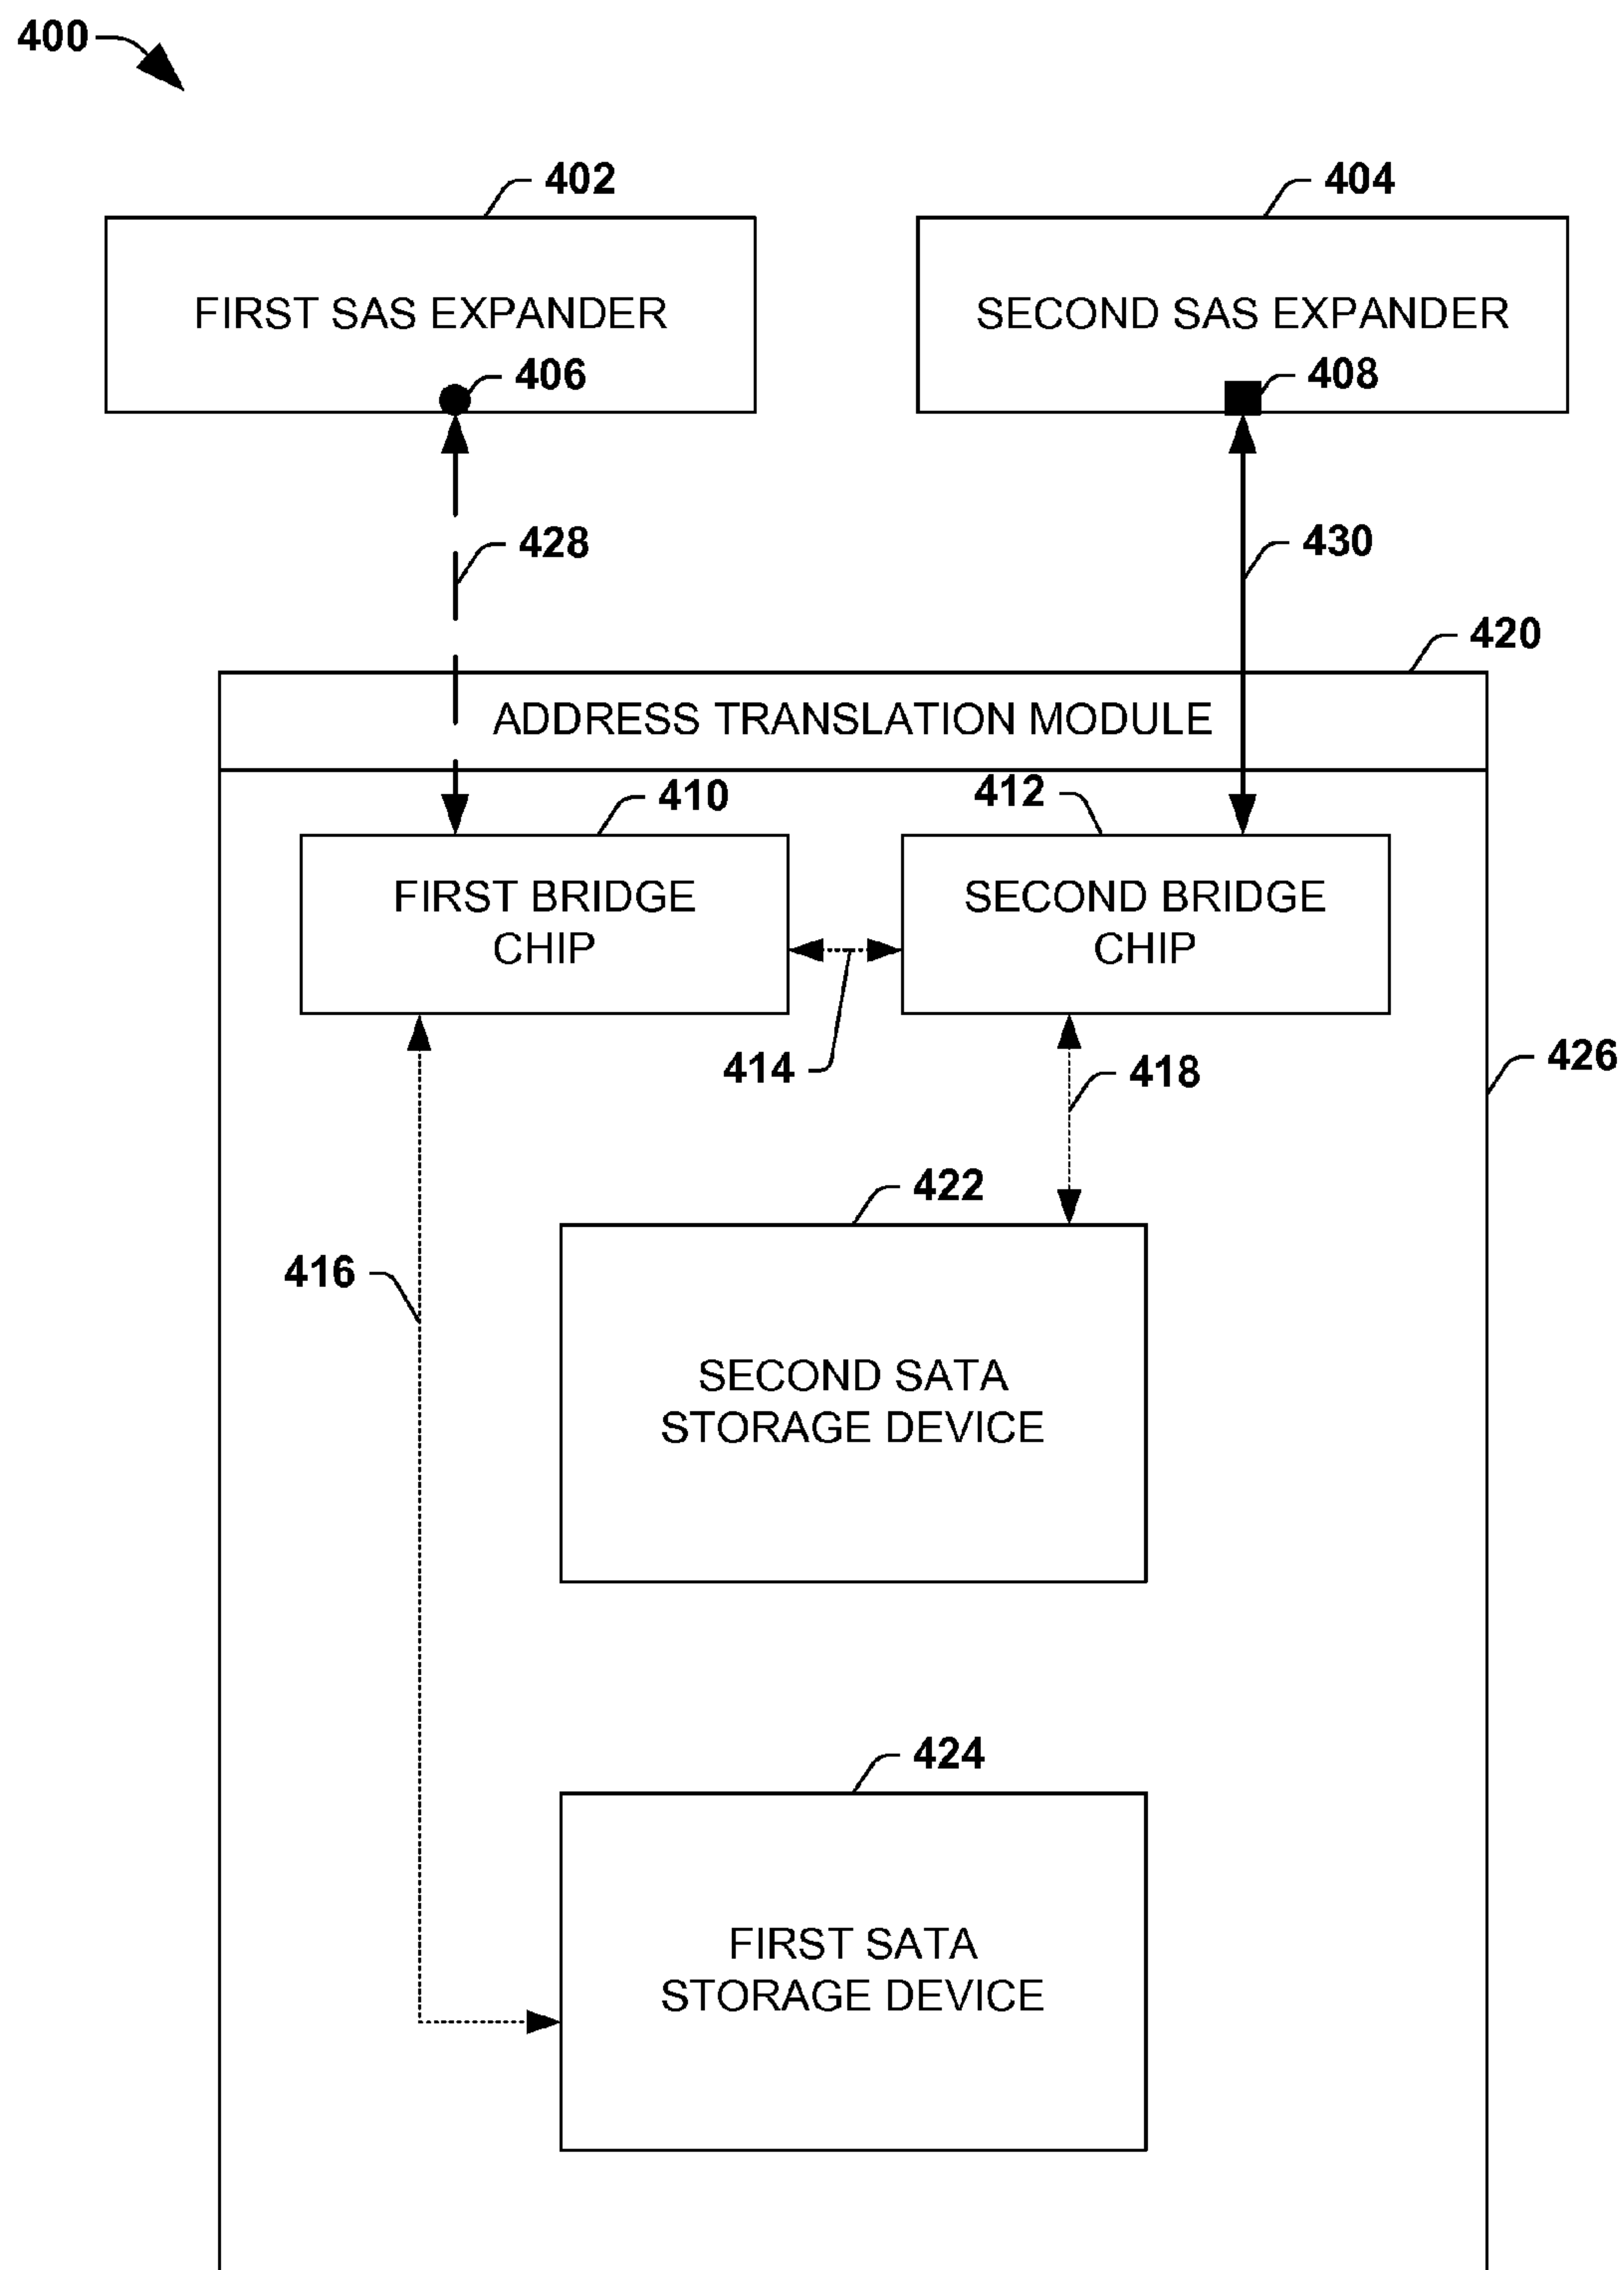 400
402
404
FIRST SAS EXPANDER
SECOND SAS EXPANDER
406
408
428
430
420
ADDRESS TRANSLATION MODULE
410
412
FIRST BRIDGE
CHIP
SECOND BRIDGE
CHIP
414
418
426
422
416
SECOND SATA
STORAGE DEVICE
424
FIRST SATA
STORAGE DEVICE